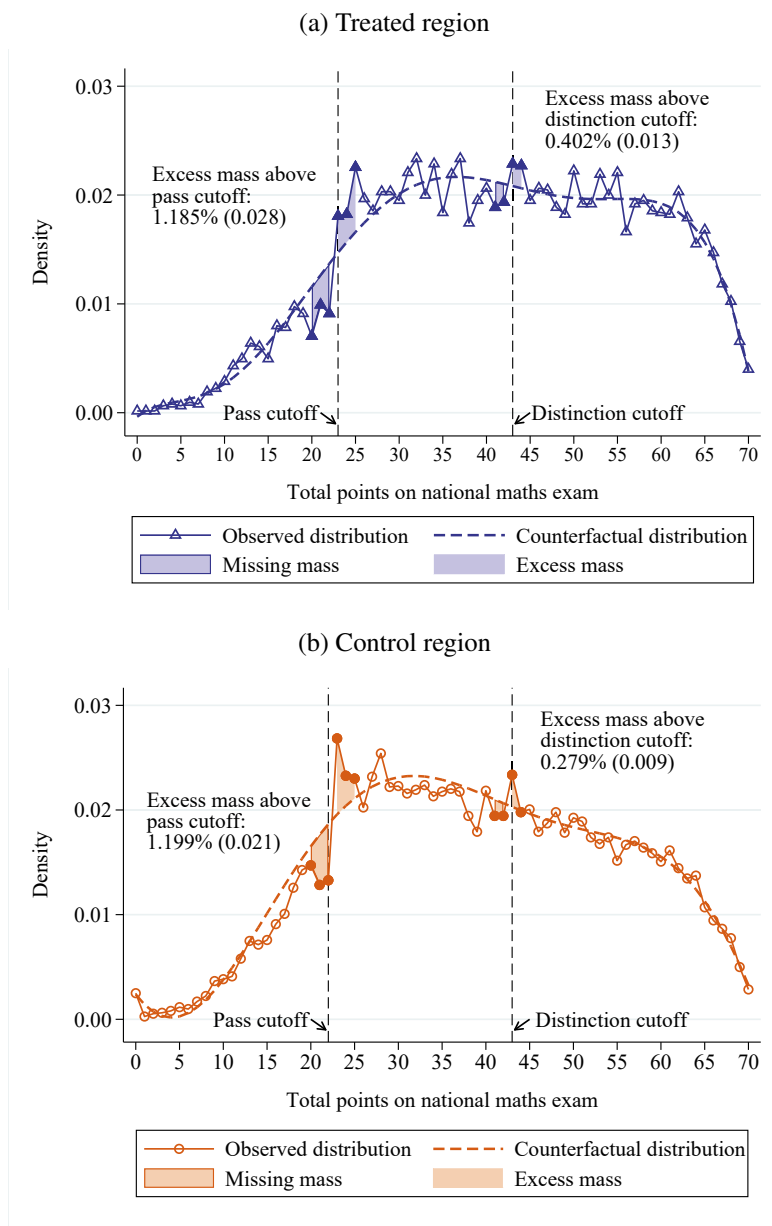 (a) Treated region
0.03
Excess mass above
distinction cutoff:
0.402% (0.013)
Excess mass above
pass cutoff:
1.185% (0.028)
0.02
Density
0.01
0.00
Pass cutoff
Distinction cutoff
0 5 10 15 20 25 30 35 40 45 50 55 60 65 70
Total points on national maths exam
Observed distribution
Counterfactual distribution
Missing mass
Excess mass
(b) Control region
0.03
Excess mass above
distinction cutoff:
0.279% (0.009)
Excess mass above
pass cutoff:
1.199% (0.021)
0.02
Density
0.01
0.00
Pass cutoff
Distinction cutoff
0 5 10 15 20 25 30 35 40 45 50 55 60 65 70
Total points on national maths exam
Observed distribution
Counterfactual distribution
Missing mass
Excess mass